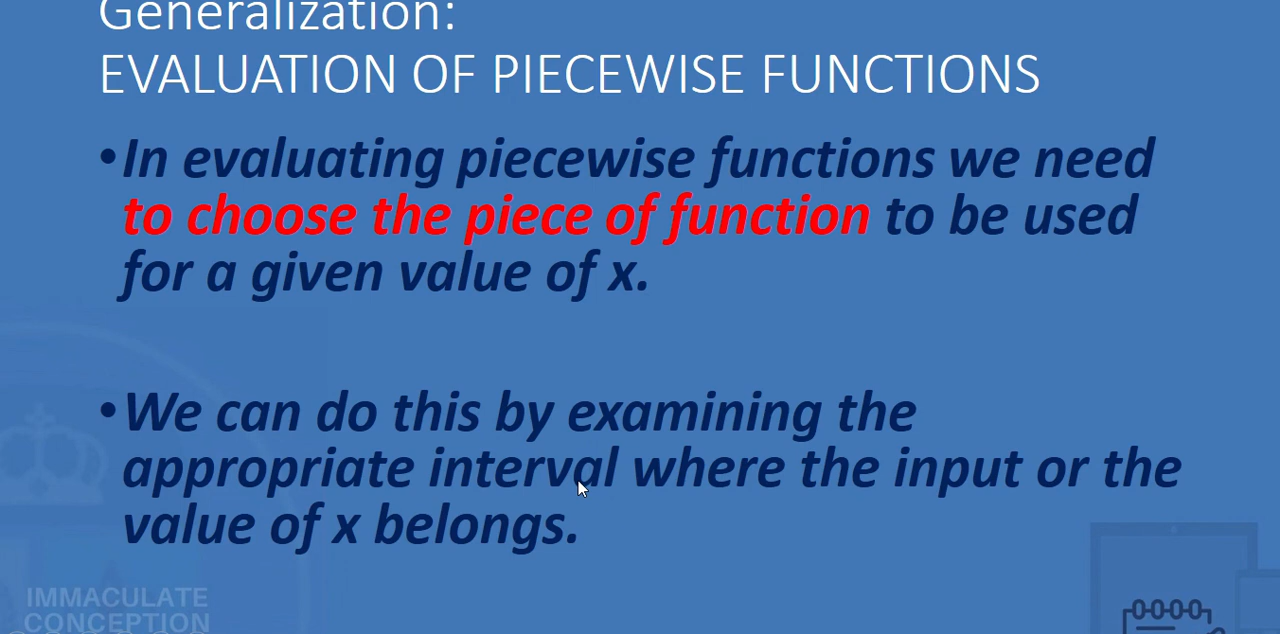 Generalization:
EVALUATION OF PIECEWISE FUNCTIONS
•In evaluating piecewise functions we need
to choose the piece of function to be used
for a given value of x.
•We can do this by examining the
appropriate interval where the input or the
value of x belongs.
IMMACULATE
CONCEPTION